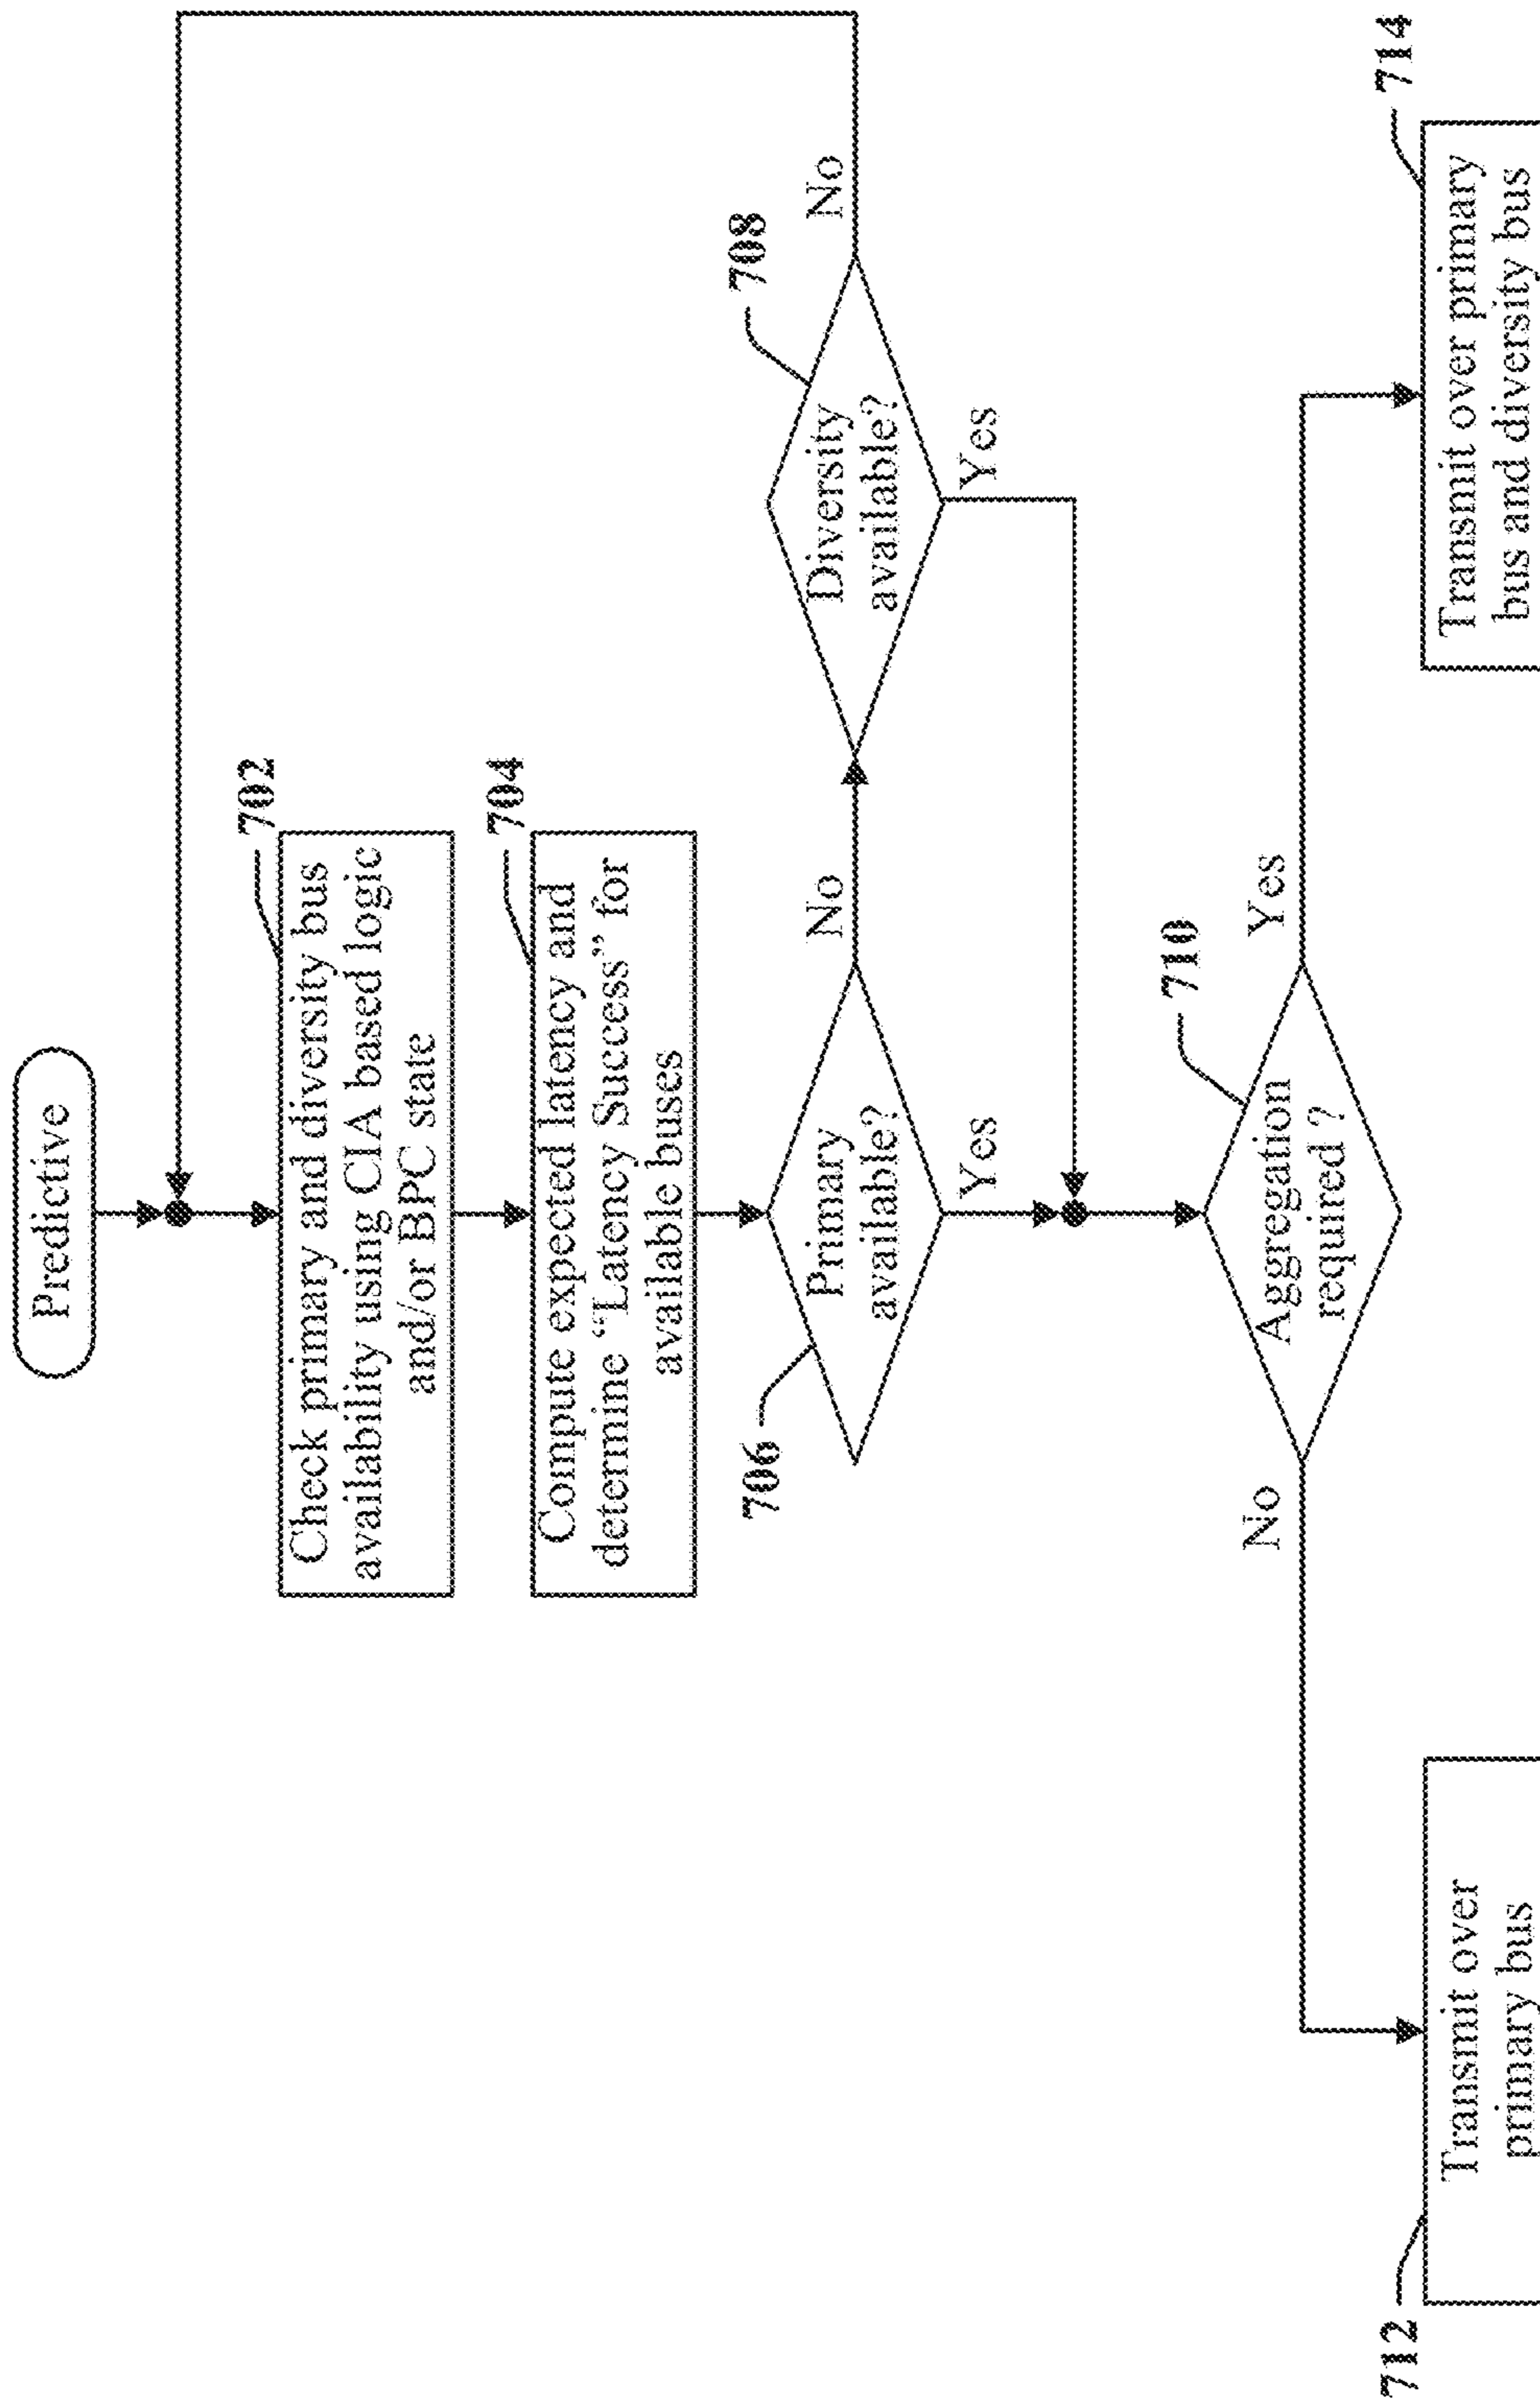 Predictive
702
Check primary and diversity bus
availability using CIA based logic
and/or BPC state
704
Compute expected latency and
determine “Latency Success” for
available buses
706
Primary
available?
No
Yes
708
Diversity
available?
No
Yes
710
Aggregation
required ?
No
Yes
712
Transmit over
primary bus
714
Transmit over primary
bus and diversity bus